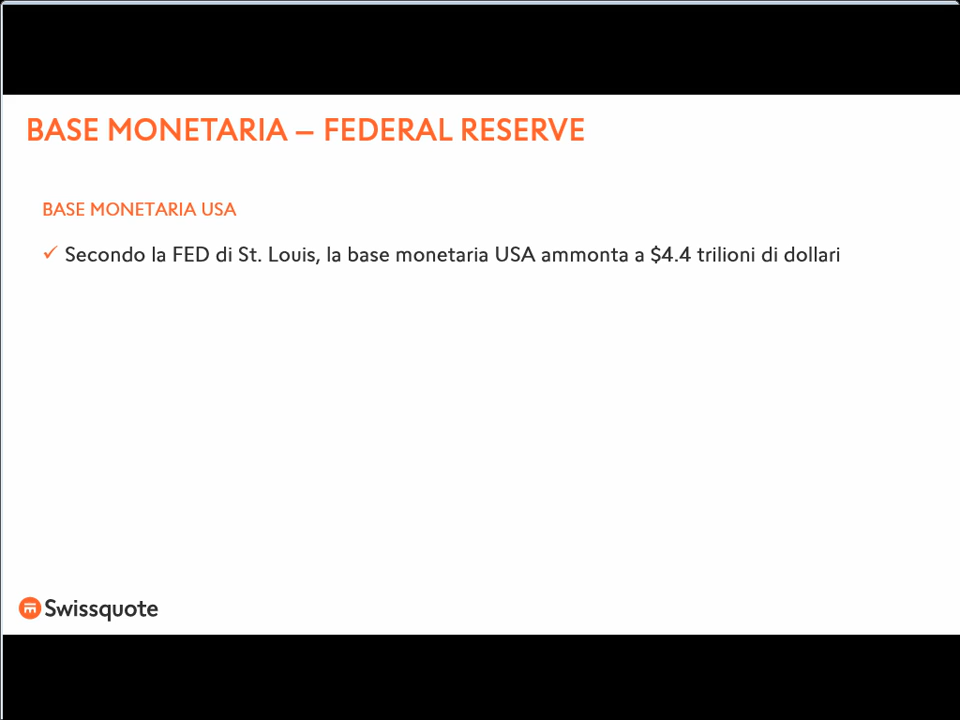 BASE MONETARIA – FEDERAL RESERVE
BASE MONETARIA USA
✓ Secondo la FED di St. Louis, la base monetaria USA ammonta a $4.4 trilioni di dollari
Swissquote